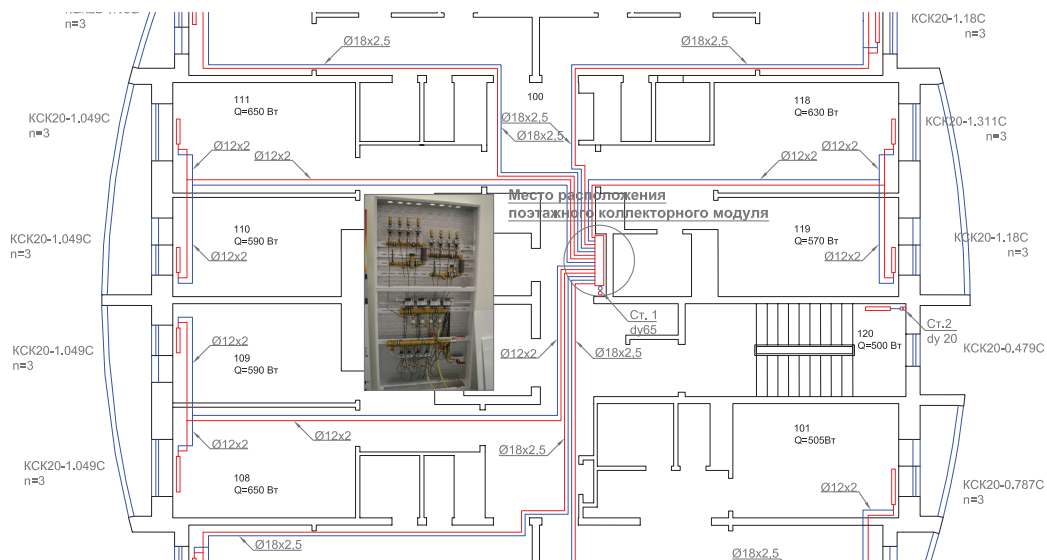 n=3
КСК20-1.18С
n=3
Ø18x2,5
Ø18x2,5
111
Q=650 Вт
100
118
Q=630 Вт
КСК20-1.049С
n=3
Ø18x2,5
Ø18x2,5
КСК20-1.311С
n=3
Ø12x2
Ø12x2
Ø12x2
Ø12x2
Место расположения
поэтажного коллекторного модуля
110
Q=590 Вт
119
Q=570 Вт
КСК20-1.049С
n=3
КСК20-1.18С
n=3
Ø12x2
Ø12x2
Ст. 1
dy65
Ст.2
dy 20
120
Q=500 Вт
КСК20-1.049С
n=3
Ø12x2
109
Q=590 Вт
Ø12x2
Ø18x2,5
КСК20-0.479С
Ø12x2
Ø12x2
Ø18x2,5
101
Q=505Вт
КСК20-1.049С
n=3
108
Q=650 Вт
Ø12x2
КСК20-0.787С
n=3
Ø18x2,5
Ø18x2,5